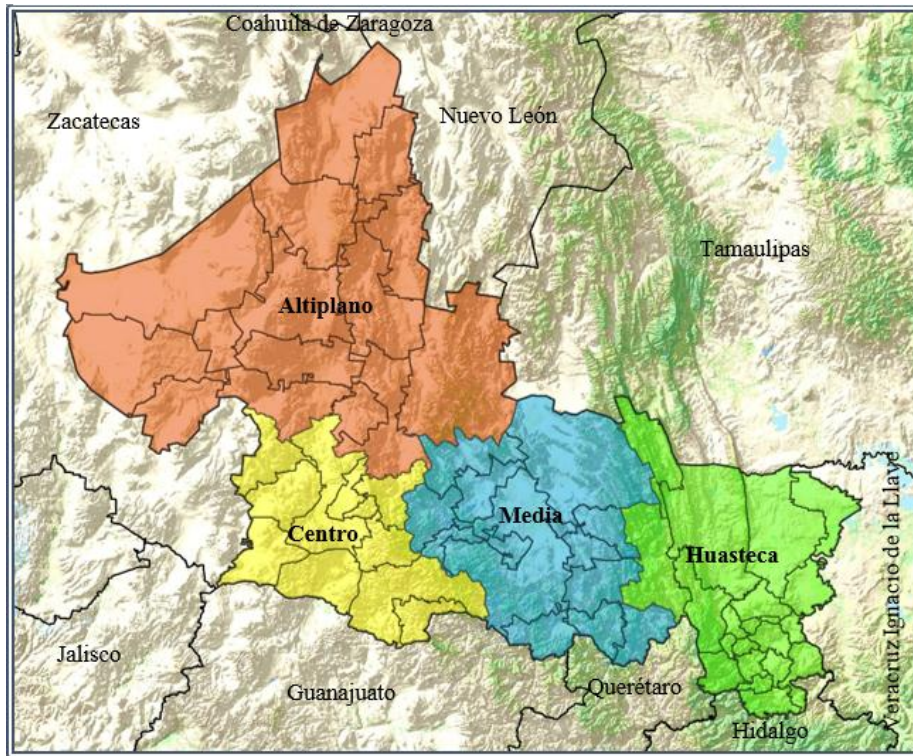 Coahuila de Zaragoza
Nuevo León
Zacatecas
Tamaulipas
Altiplano
Veracruz Ignacio de la Llave
Media
Centro
Huasteca
Jalisco
Guanajuato
Querétaro
Hidalgo